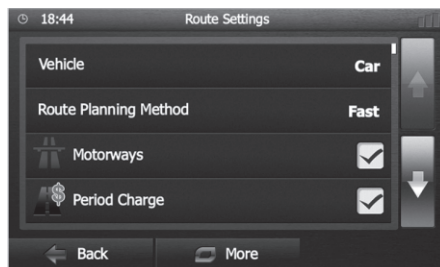 18:44 Route Settings
Vehicle Car
Route Planning Method Fast
Motorways
$ Period Charge
Back More